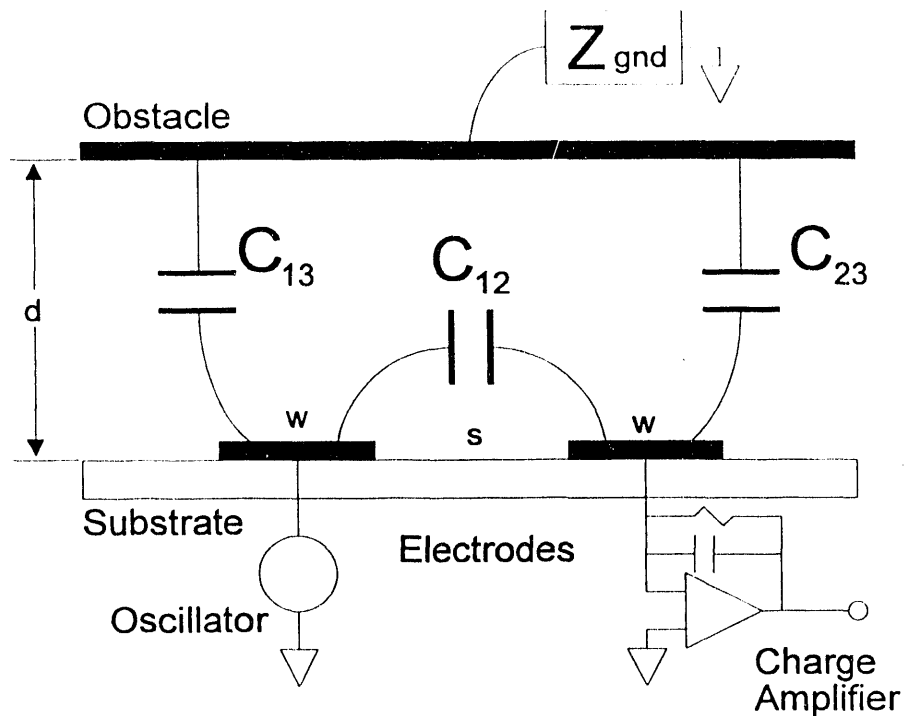 Z gnd
Obstacle
C13
C12
C23
d
w
s
w
Substrate
Electrodes
Oscillator
Charge
Amplifier